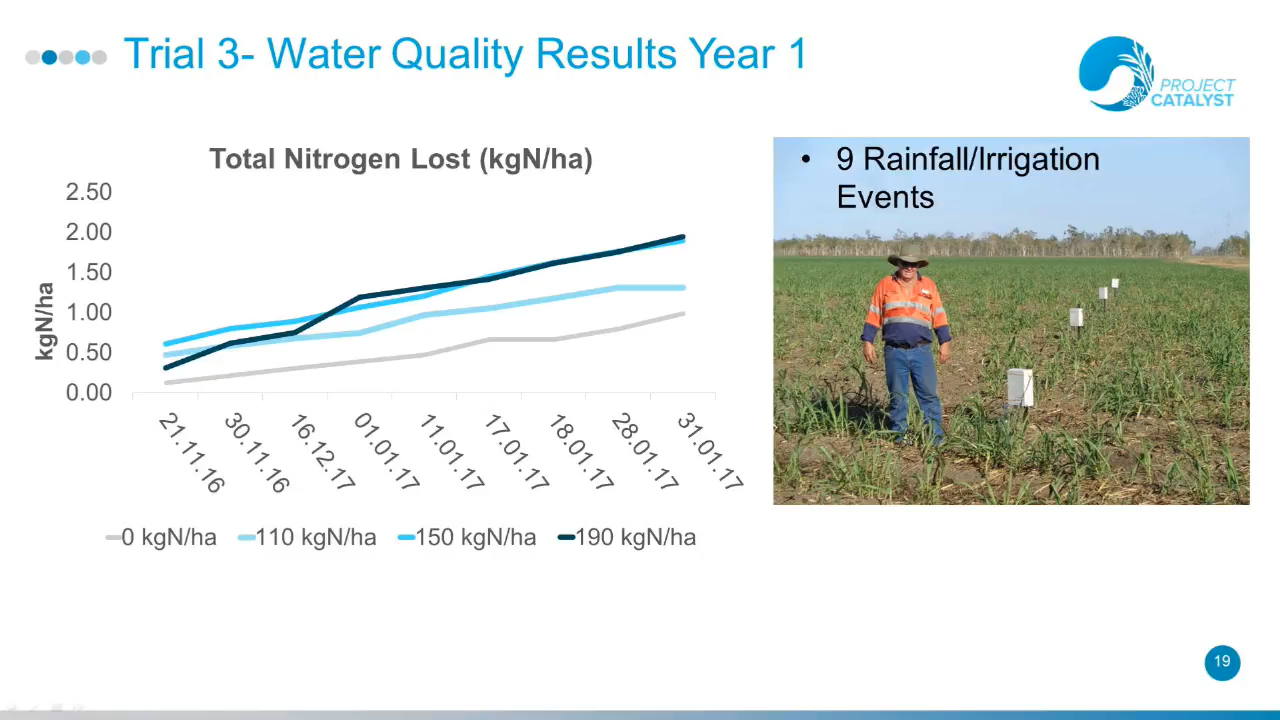 Trial 3- Water Quality Results Year 1
PROJECT
CATALYST
Total Nitrogen Lost (kgN/ha)
2.50
2.00
1.50
1.00
0.50
0.00
kgN/ha
21.11.16
30.11.16
16.12.17
01.01.17
11.01.17
17.01.17
18.01.17
28.01.17
31.01.17
0 kgN/ha
110 kgN/ha
150 kgN/ha
190 kgN/ha
• 9 Rainfall/Irrigation
Events
19